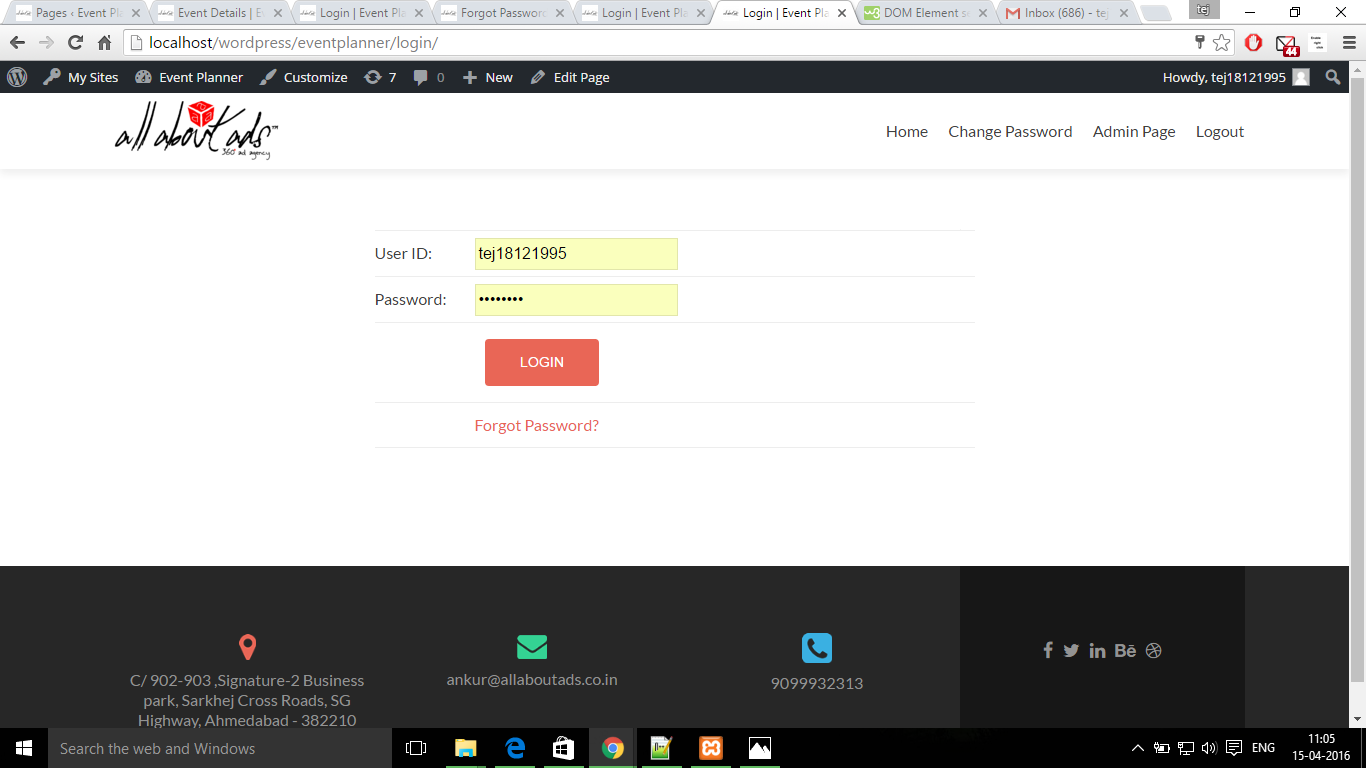 tej
Pages ‹ Event Pla
Event Details | E
Login | Event Pla
Forgot Password
Login | Event Pla
Login | Event Pla
DOM Element se
Inbox (686) - tej
localhost/wordpress/eventplanner/login/
44
My Sites
Event Planner
Customize
7
0
New
Edit Page
Howdy, tej18121995
all about ads™
360° ad agency
Home
Change Password
Admin Page
Logout
User ID:
tej18121995
Password:
••••••••
LOGIN
Forgot Password?
C/ 902-903 ,Signature-2 Business
park, Sarkhej Cross Roads, SG
Highway, Ahmedabad - 382210
ankur@allaboutads.co.in
9099932313
Search the web and Windows
ENG
11:05
15-04-2016